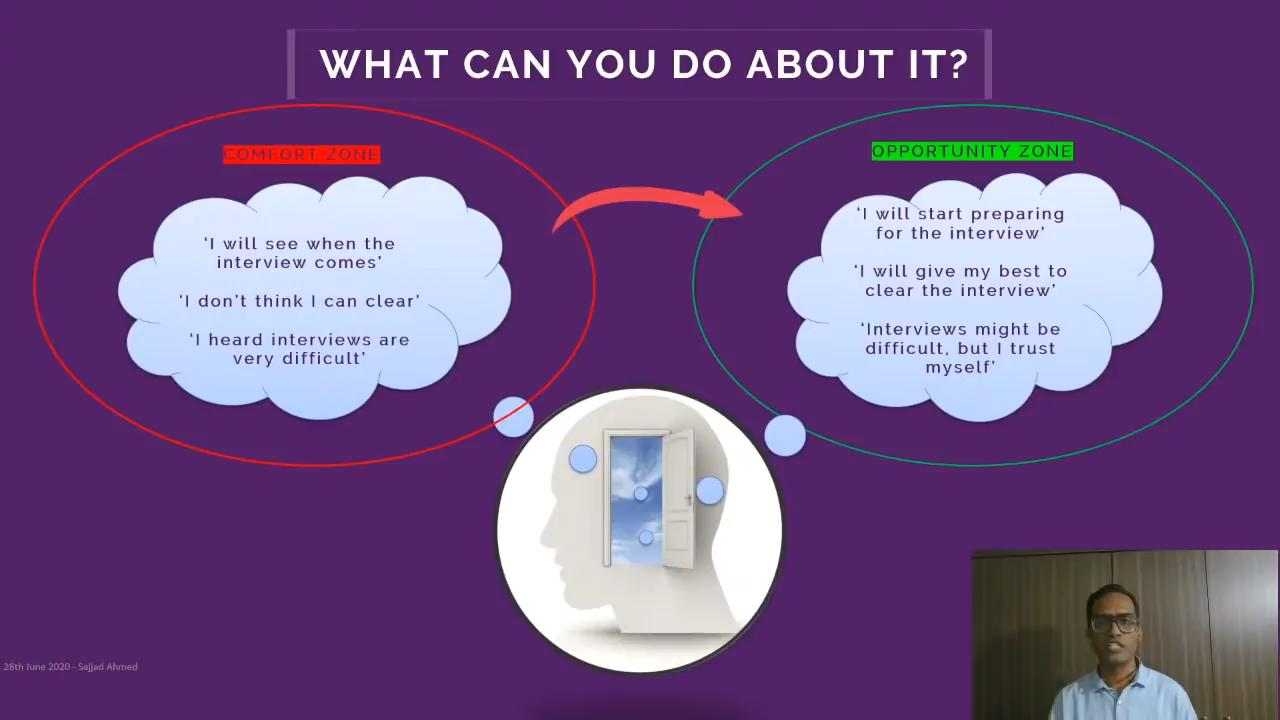 WHAT CAN YOU DO ABOUT IT?
COMFORT ZONE
'I will see when the
interview comes'
'I don't think I can clear'
'I heard interviews are
very difficult'
OPPORTUNITY ZONE
'I will start preparing
for the interview'
'I will give my best to
clear the interview'
'Interviews might be
difficult, but I trust
myself'
28th June 2020 - Sajjad Ahmed